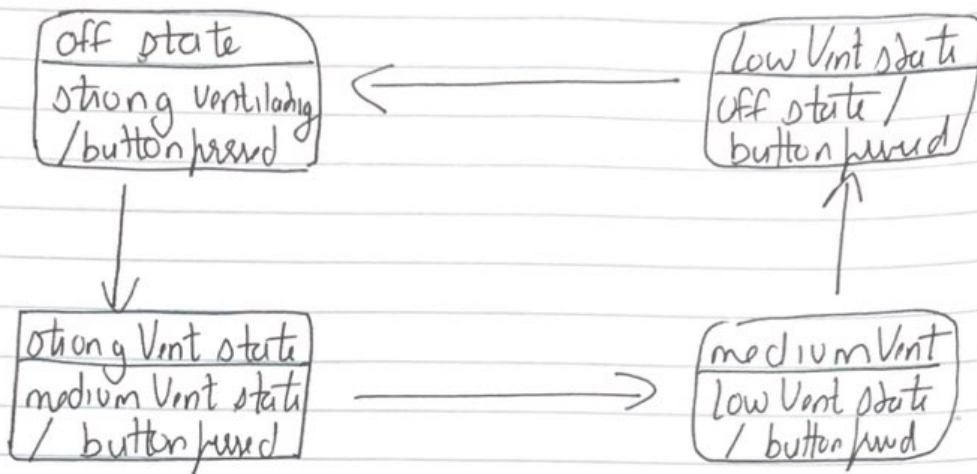 off state
strong ventilating
/button pressed
low Vent state
off state /
button pressed
strong Vent state
medium Vent state
/ button pressed
medium Vent
low Vent state
/ button pressed